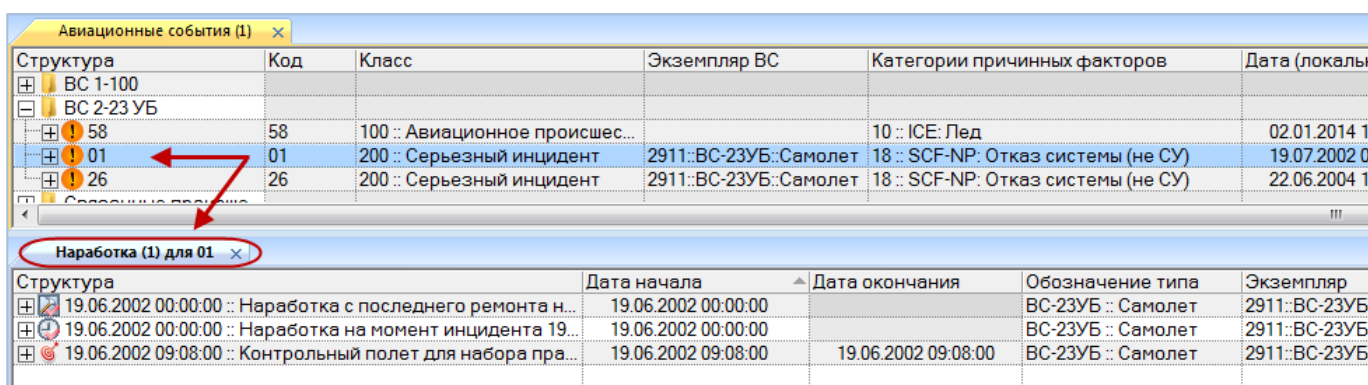 Авиационные события (1)
Структура Код Класс Экземпляр ВС Категории причинных факторов Дата (локальн
ВС 1-100
ВС 2-23 УБ
58 58 100 :: Авиационное происшес... 10 :: ICE: Лед 02.01.2014 1
01 01 200 :: Серьезный инцидент 2911::ВС-23УБ::Самолет 18 :: SCF-NP: Отказ системы (не СУ) 19.07.2002 0
26 26 200 :: Серьезный инцидент 2911::ВС-23УБ::Самолет 18 :: SCF-NP: Отказ системы (не СУ) 22.06.2004 1
Наработка (1) для 01
Структура Дата начала Дата окончания Обозначение типа Экземпляр
19.06.2002 00:00:00 :: Наработка с последнего ремонта н... 19.06.2002 00:00:00 ВС-23УБ :: Самолет 2911::ВС-23УБ
19.06.2002 00:00:00 :: Наработка на момент инцидента 19... 19.06.2002 00:00:00 ВС-23УБ :: Самолет 2911::ВС-23УБ
19.06.2002 09:08:00 :: Контрольный полет для набора пра... 19.06.2002 09:08:00 19.06.2002 09:08:00 ВС-23УБ :: Самолет 2911::ВС-23УБ